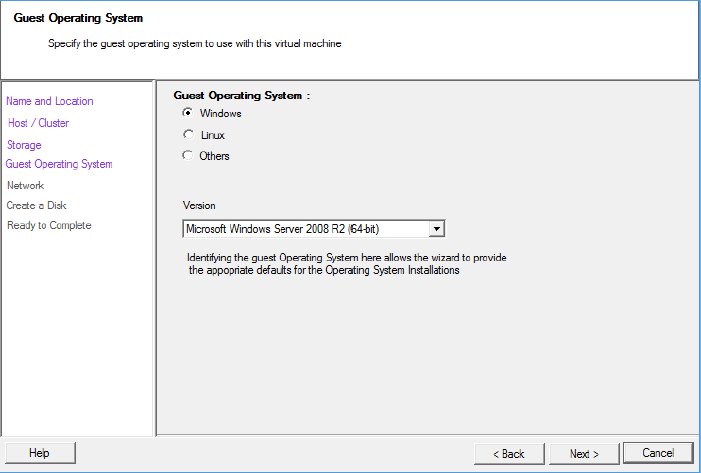 Guest Operating System
Specify the guest operating system to use with this virtual machine
Name and Location
Host / Cluster
Storage
Guest Operating System
Network
Create a Disk
Ready to Complete
Guest Operating System :
Windows
Linux
Others
Version
Microsoft Windows Server 2008 R2 (64-bit)
Identifying the guest Operating System here allows the wizard to provide
the appopriate defaults for the Operating System Installations
Help
< Back
Next >
Cancel